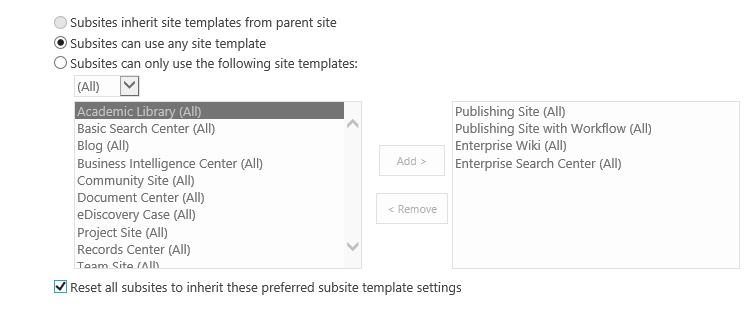 Subsites inherit site templates from parent site
Subsites can use any site template
Subsites can only use the following site templates:
(All)
Academic Library (All)
Basic Search Center (All)
Blog (All)
Business Intelligence Center (All)
Community Site (All)
Document Center (All)
eDiscovery Case (All)
Project Site (All)
Records Center (All)
Team Site (All)
Add >
< Remove
Publishing Site (All)
Publishing Site with Workflow (All)
Enterprise Wiki (All)
Enterprise Search Center (All)
Reset all subsites to inherit these preferred subsite template settings